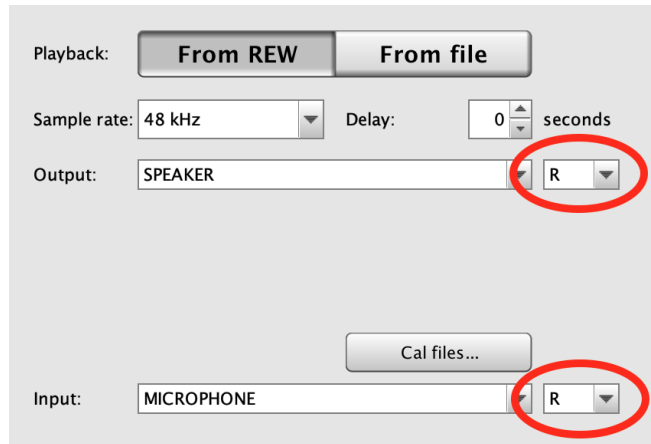 Playback: From REW From file
Sample rate: 48 kHz Delay: 0 seconds
Output: SPEAKER R
Cal files...
Input: MICROPHONE R